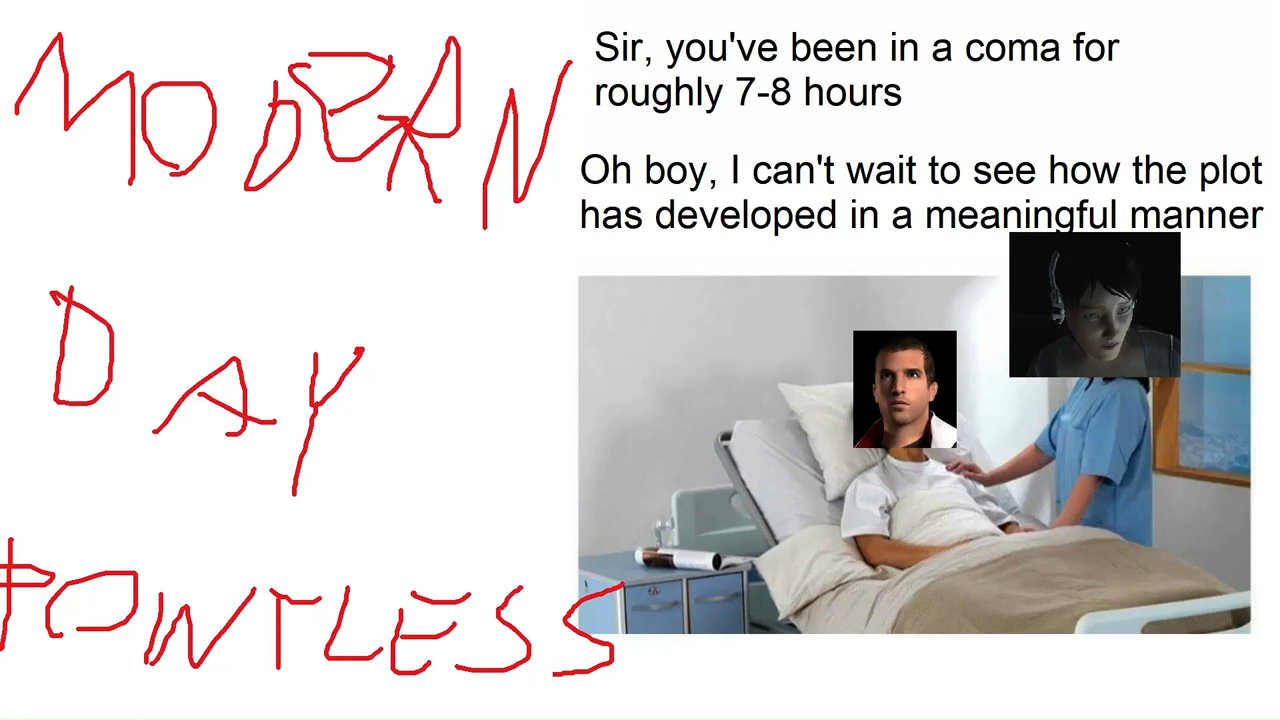 MODERN
DAY
POINTLESS
Sir, you've been in a coma for
roughly 7-8 hours
Oh boy, I can't wait to see how the plot
has developed in a meaningful manner